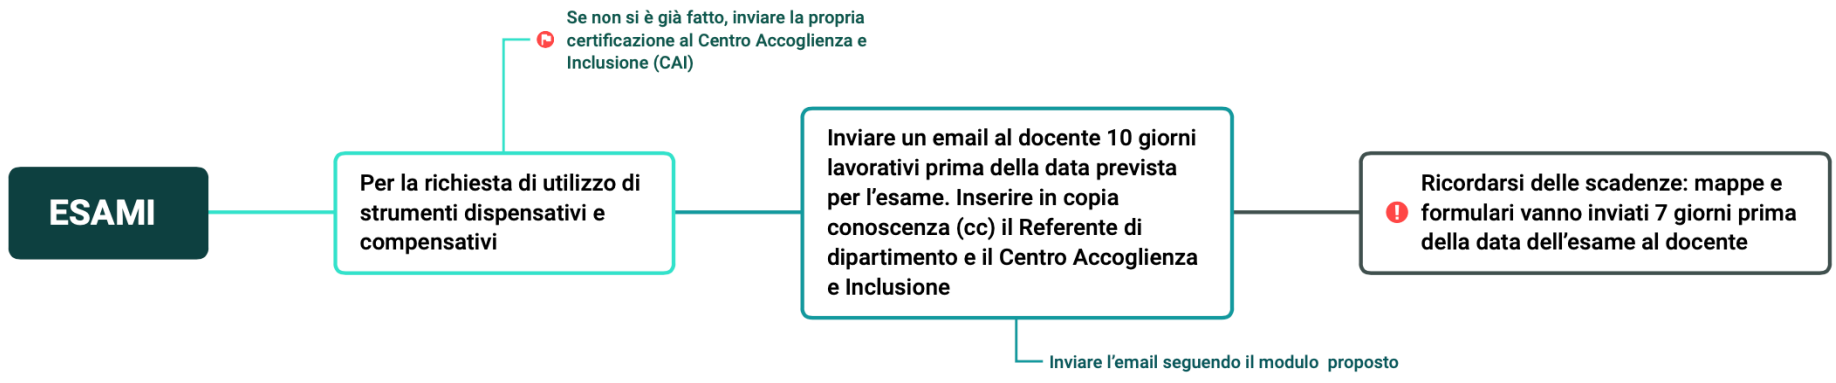 Se non si è già fatto, inviare la propria
certificazione al Centro Accoglienza e
Inclusione (CAI)
ESAMI
Per la richiesta di utilizzo di
strumenti dispensativi e
compensativi
Inviare un email al docente 10 giorni
lavorativi prima della data prevista
per l’esame. Inserire in copia
conoscenza (cc) il Referente di
dipartimento e il Centro Accoglienza
e Inclusione
Ricordarsi delle scadenze: mappe e
formulari vanno inviati 7 giorni prima
della data dell’esame al docente
Inviare l’email seguendo il modulo  proposto